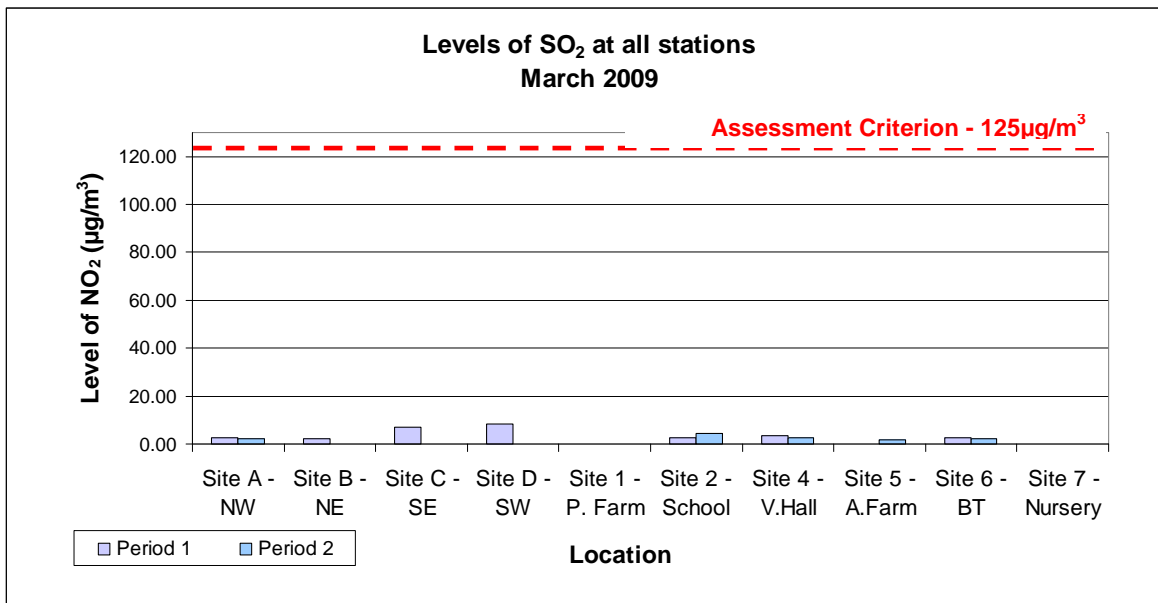 Levels of SO₂ at all stations
March 2009
Assessment Criterion - 125µg/m³
Level of NO₂ (µg/m³)
120.00
100.00
80.00
60.00
40.00
20.00
0.00
Site A - NW
Site B - NE
Site C - SE
Site D - SW
Site 1 - P. Farm
Site 2 - School
Site 4 - V.Hall
Site 5 - A.Farm
Site 6 - BT
Site 7 - Nursery
Period 1
Period 2
Location